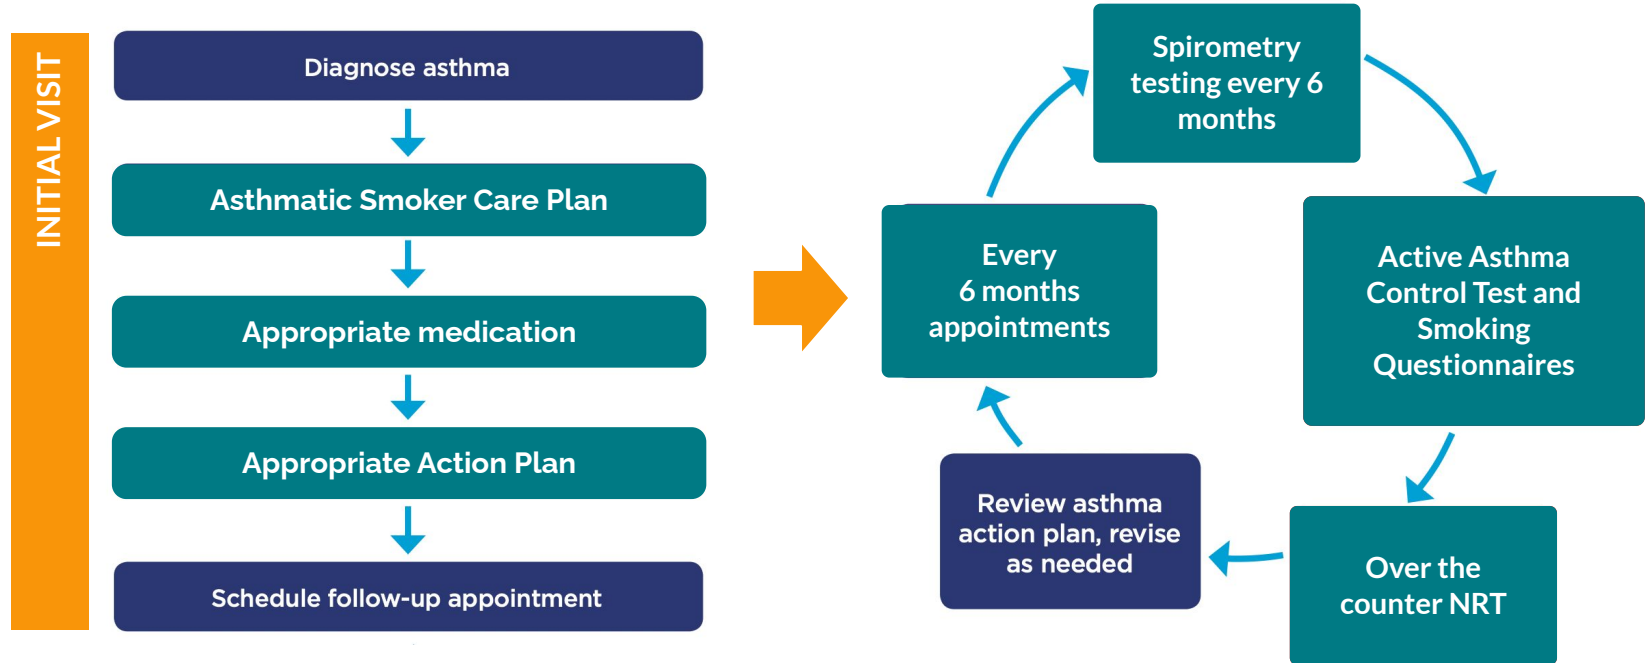 INITIAL VISIT
Diagnose asthma
Asthmatic Smoker Care Plan
Appropriate medication
Appropriate Action Plan
Schedule follow-up appointment
Spirometry
testing every 6
months
Every
6 months
appointments
Active Asthma
Control Test and
Smoking
Questionnaires
Review asthma
action plan, revise
as needed
Over the
counter NRT